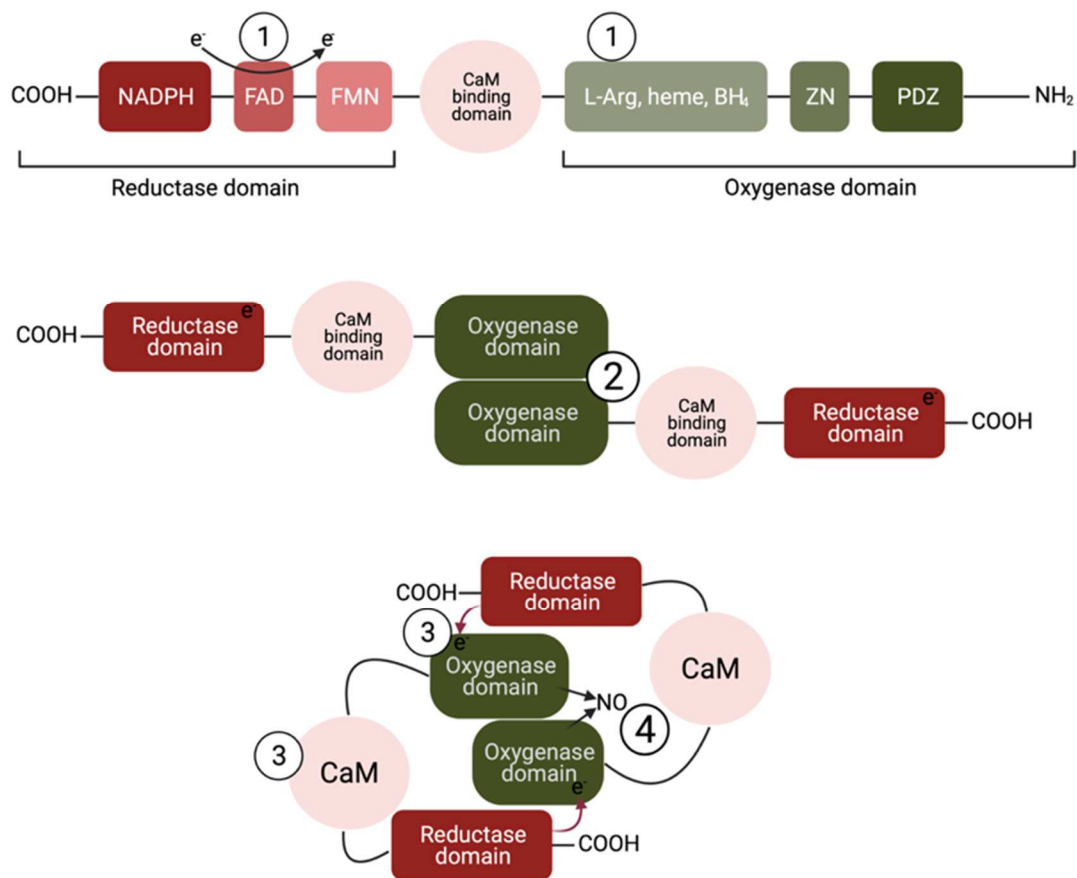 e-
1
e-
1
COOH
NADPH
FAD
FMN
CaM
binding
domain
L-Arg, heme, BH4
ZN
PDZ
NH2
Reductase domain
Oxygenase domain
COOH
Reductase
domain
e-
CaM
binding
domain
Oxygenase
domain
2
Oxygenase
domain
CaM
binding
domain
Reductase
domain
e-
COOH
COOH
Reductase
domain
3
e-
Oxygenase
domain
CaM
NO
4
3
CaM
Oxygenase
domain
e-
Reductase
domain
COOH